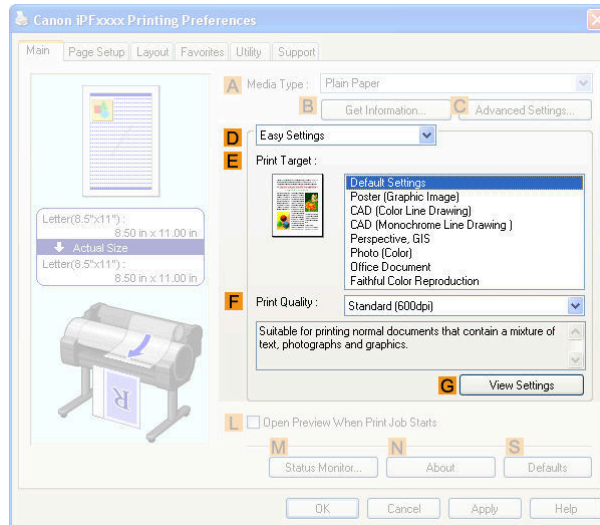 Canon iPFxxxx Printing Preferences
Main Page Setup Layout Favorites Utility Support
A Media Type : Plain Paper
B Get Information... C Advanced Settings...
D Easy Settings
E Print Target :
Default Settings
Poster (Graphic Image)
CAD (Color Line Drawing)
CAD (Monochrome Line Drawing )
Perspective, GIS
Photo (Color)
Office Document
Faithful Color Reproduction
Letter(8.5"x11") :
8.50 in x 11.00 in
Actual Size
Letter(8.5"x11") :
8.50 in x 11.00 in
F Print Quality : Standard (600dpi)
Suitable for printing normal documents that contain a mixture of
text, photographs and graphics.
G View Settings
R
L Open Preview When Print Job Starts
M N S
Status Monitor... About Defaults
OK Cancel Apply Help